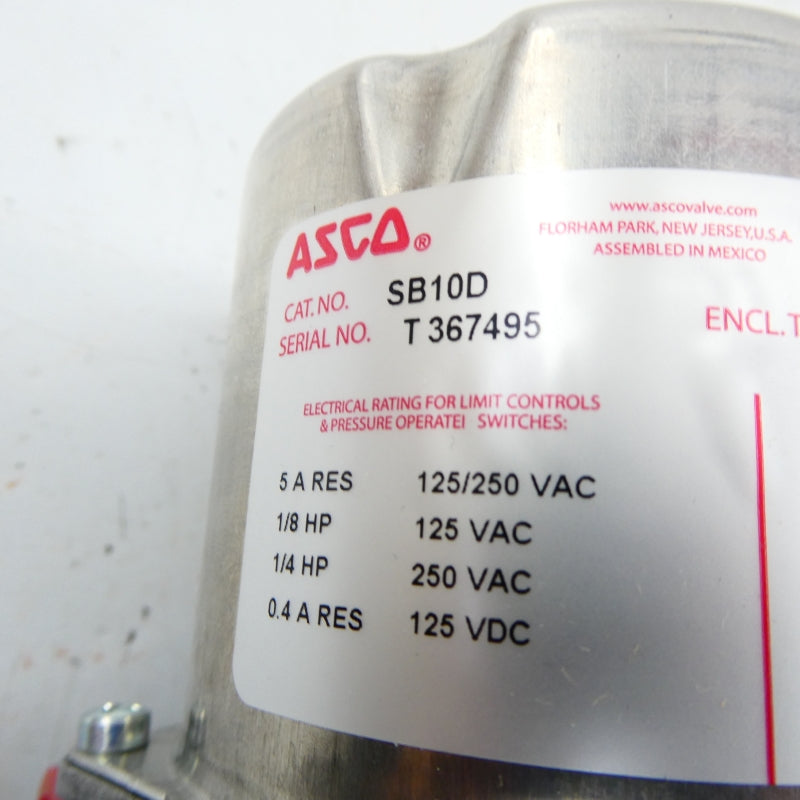 ASCO®
www.ascovalve.com
FLORHAM PARK, NEW JERSEY,U.S.A.
ASSEMBLED IN MEXICO
CAT. NO. SB10D
SERIAL NO. T 367495
ENCL.T
ELECTRICAL RATING FOR LIMIT CONTROLS
& PRESSURE OPERATEI SWITCHES:
5 A RES 125/250 VAC
1/8 HP 125 VAC
1/4 HP 250 VAC
0.4 A RES 125 VDC